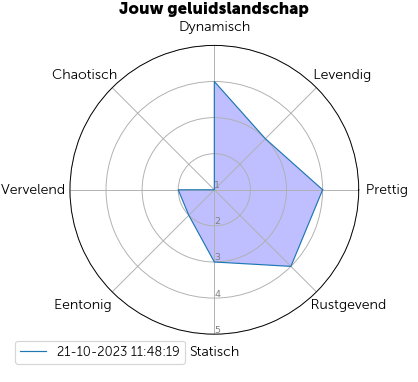 Jouw geluidslandschap
Dynamisch
Chaotisch
Levendig
Vervelend
1
Prettig
2
3
4
Eentonig
Rustgevend
5
21-10-2023 11:48:19
Statisch